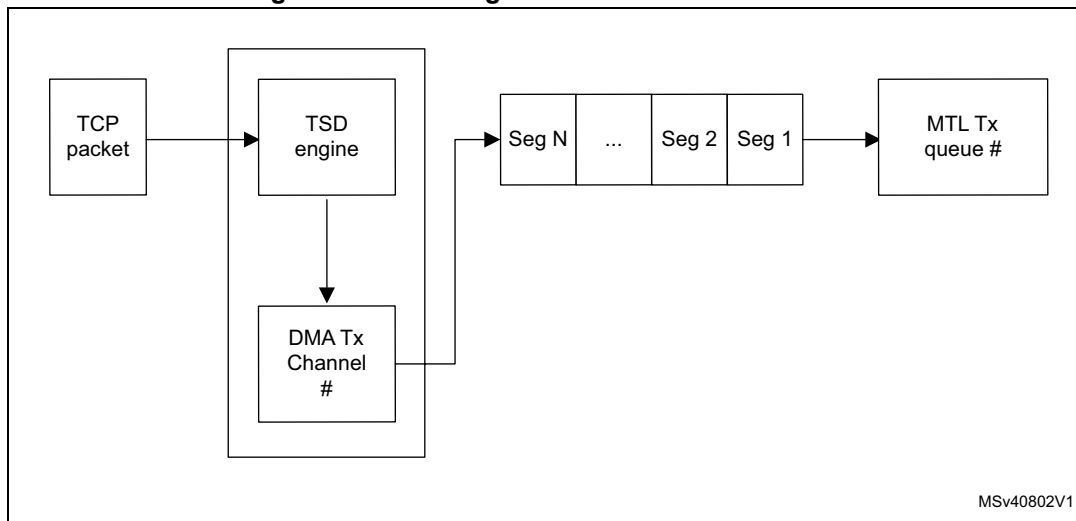 TCP
packet
TSD
engine
DMA Tx
Channel
#
Seg N
...
Seg 2
Seg 1
MTL Tx
queue #
MSv40802V1